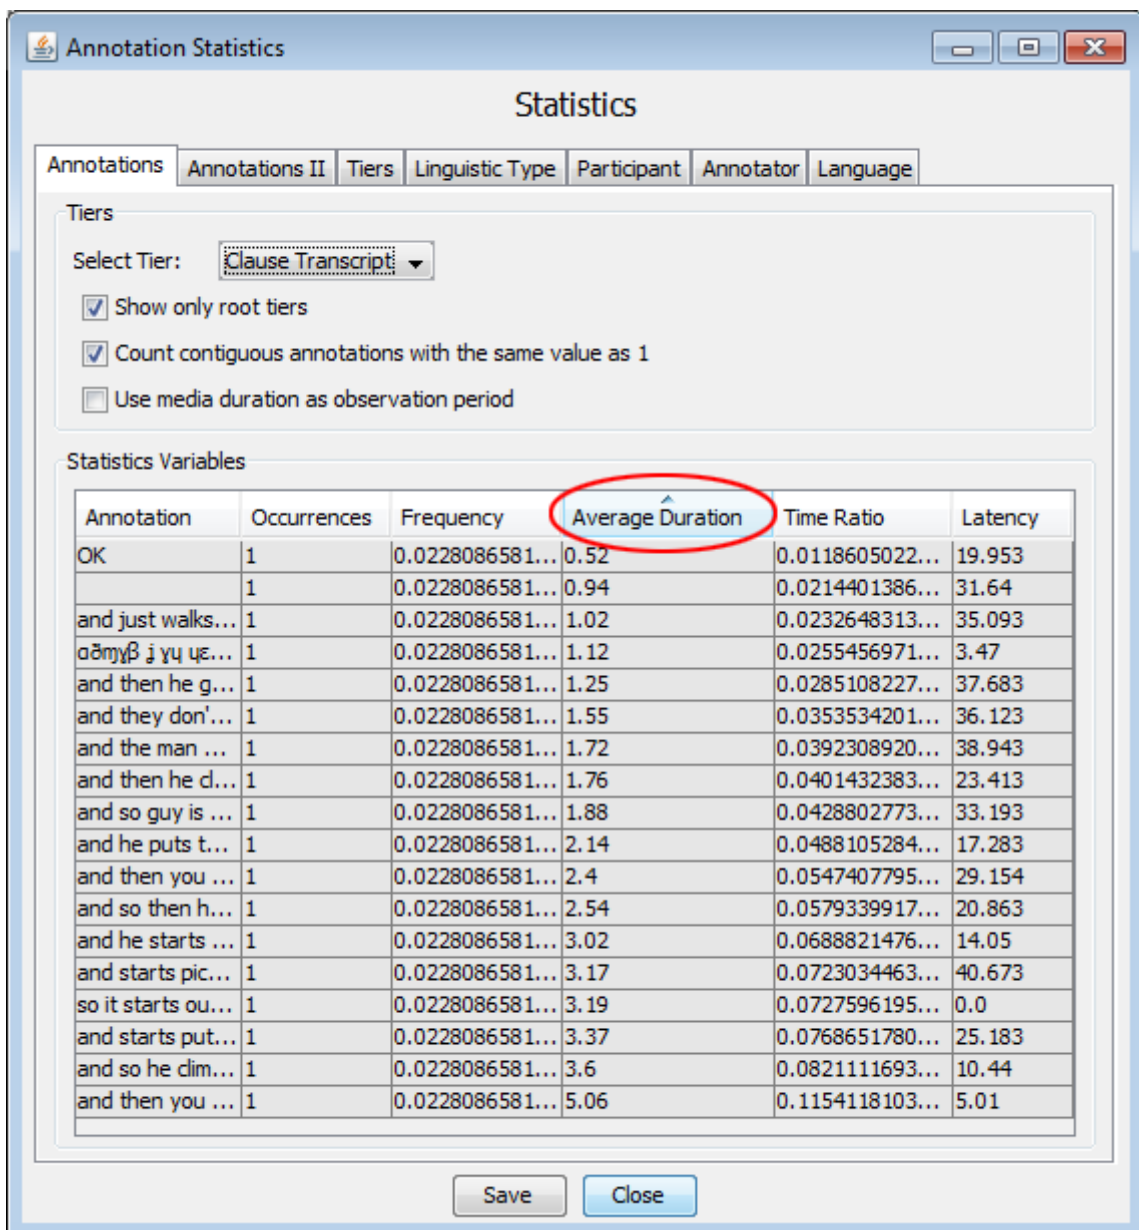 Annotation Statistics
Statistics
Annotations Annotations II Tiers Linguistic Type Participant Annotator Language
Tiers
Select Tier: Clause Transcript
Show only root tiers
Count contiguous annotations with the same value as 1
Use media duration as observation period
Statistics Variables
Annotation Occurrences Frequency Average Duration Time Ratio Latency
OK 1 0.0228086581... 0.52 0.0118605022... 19.953
1 0.0228086581... 0.94 0.0214401386... 31.64
and just walks... 1 0.0228086581... 1.02 0.0232648313... 35.093
1 0.0228086581... 1.12 0.0255456971... 3.47
and then he g... 1 0.0228086581... 1.25 0.0285108227... 37.683
and they don'... 1 0.0228086581... 1.55 0.0353534201... 36.123
and the man ... 1 0.0228086581... 1.72 0.0392308920... 38.943
and then he cl... 1 0.0228086581... 1.76 0.0401432383... 23.413
and so guy is ... 1 0.0228086581... 1.88 0.0428802773... 33.193
and he puts t... 1 0.0228086581... 2.14 0.0488105284... 17.283
and then you ... 1 0.0228086581... 2.4 0.0547407795... 29.154
and so then h... 1 0.0228086581... 2.54 0.0579339917... 20.863
and he starts ... 1 0.0228086581... 3.02 0.0688821476... 14.05
and starts pic... 1 0.0228086581... 3.17 0.0723034463... 40.673
so it starts ou... 1 0.0228086581... 3.19 0.0727596195... 0.0
and starts put... 1 0.0228086581... 3.37 0.0768651780... 25.183
and so he clim... 1 0.0228086581... 3.6 0.0821111693... 10.44
and then you ... 1 0.0228086581... 5.06 0.1154118103... 5.01
Save Close